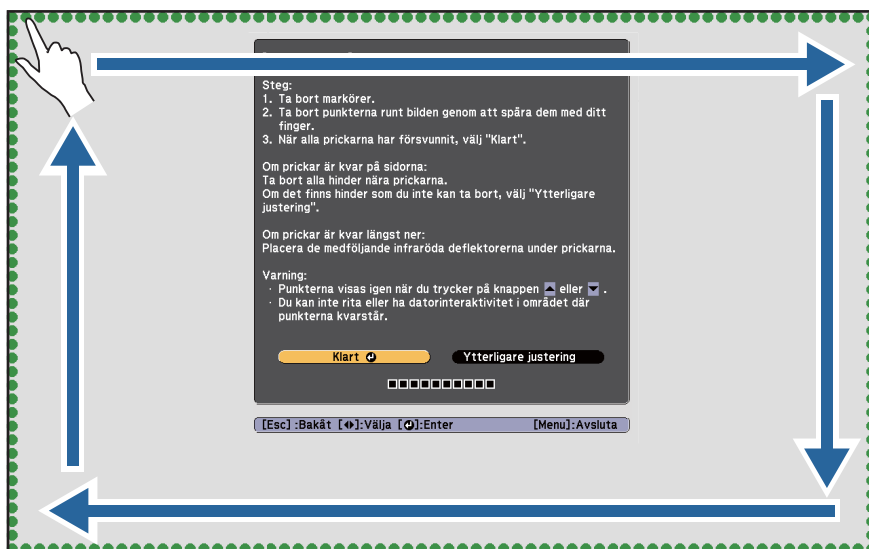 Steg:
1. Ta bort markörer.
2. Ta bort punkterna runt bilden genom att spåra dem med ditt
finger.
3. När alla prickarna har försvunnit, välj "Klart".
Om prickar är kvar på sidorna:
Ta bort alla hinder nära prickarna.
Om det finns hinder som du inte kan ta bort, välj "Ytterligare
justering".
Om prickar är kvar längst ner:
Placera de medföljande infraröda deflektorerna under prickarna.
Varning:
· Punkterna visas igen när du trycker på knappen ▲ eller ▼ .
· Du kan inte rita eller ha datorinteraktivitet i området där
punkterna kvarstår.
Klart Ytterligare justering
[Esc] :Bakåt [◀▶]:Välja [↵]:Enter [Menu]:Avsluta